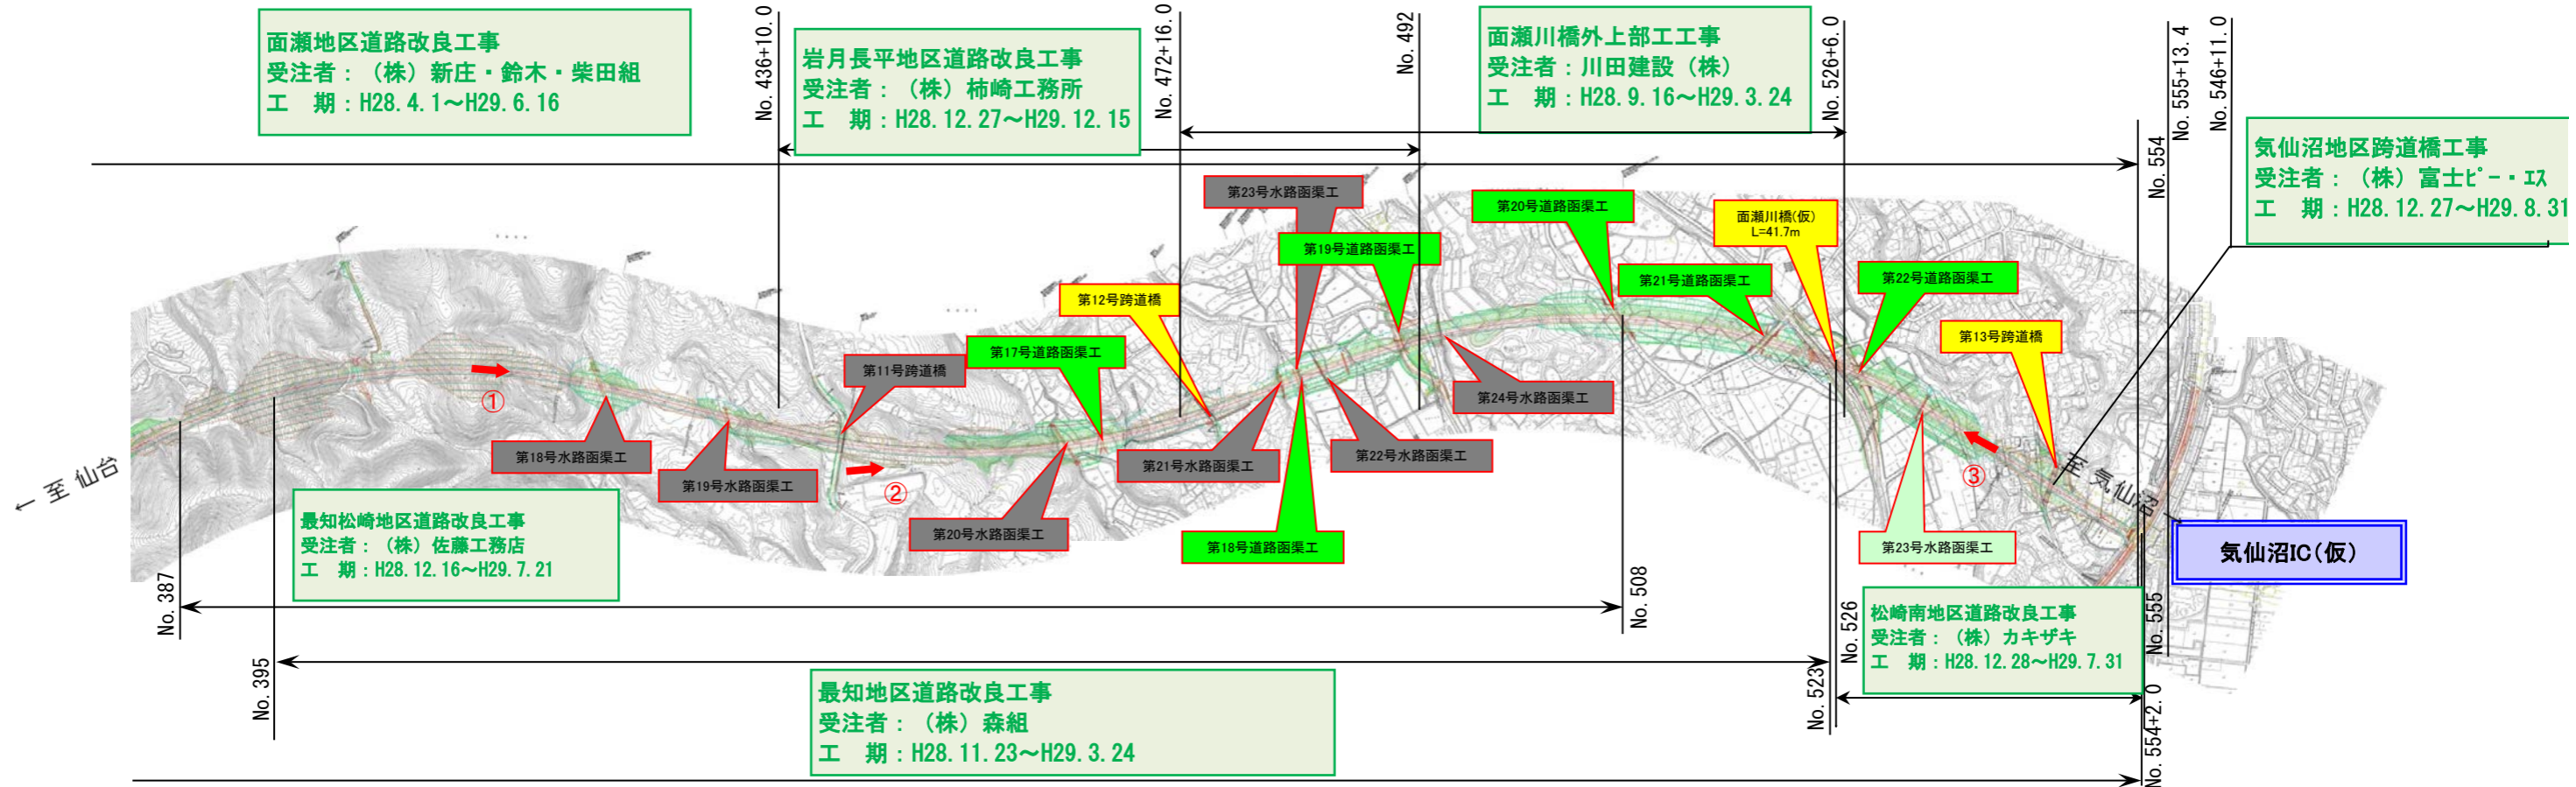 面瀬地区道路改良工事
受注者：（株）新庄・鈴木・柴田組
工　期：H28.4.1～H29.6.16
No.436+10.0
岩月長平地区道路改良工事
受注者：（株）柿崎工務所
工　期：H28.12.27～H29.12.15
No.472+16.0
No.492
面瀬川橋外上部工工事
受注者：川田建設（株）
工　期：H28.9.16～H29.3.24
No.526+6.0
No.554
No.555+13.4
No.546+11.0
気仙沼地区跨道橋工事
受注者：（株）富士ﾋﾟｰ・ｴｽ
工　期：H28.12.27～H29.8.31
第23号水路函渠工
第19号道路函渠工
第20号道路函渠工
面瀬川橋(仮)
L=41.7m
第21号道路函渠工
第22号道路函渠工
第12号跨道橋
第13号跨道橋
第17号道路函渠工
第11号跨道橋
①
第24号水路函渠工
第18号水路函渠工
第19号水路函渠工
②
第21号水路函渠工
第22号水路函渠工
③
至 気仙沼→
←至 仙台
第20号水路函渠工
第18号道路函渠工
第23号水路函渠工
気仙沼IC(仮)
最知松崎地区道路改良工事
受注者：（株）佐藤工務店
工　期：H28.12.16～H29.7.21
No.387
No.508
No.526
松崎南地区道路改良工事
受注者：（株）カキザキ
工　期：H28.12.28～H29.7.31
No.555
No.395
最知地区道路改良工事
受注者：（株）森組
工　期：H28.11.23～H29.3.24
No.523
No.554+2.0